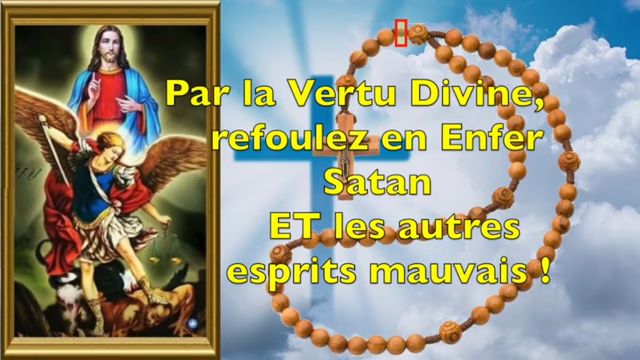 Par la Vertu Divine,
refoulez en Enfer
Satan
ET les autres
esprits mauvais !